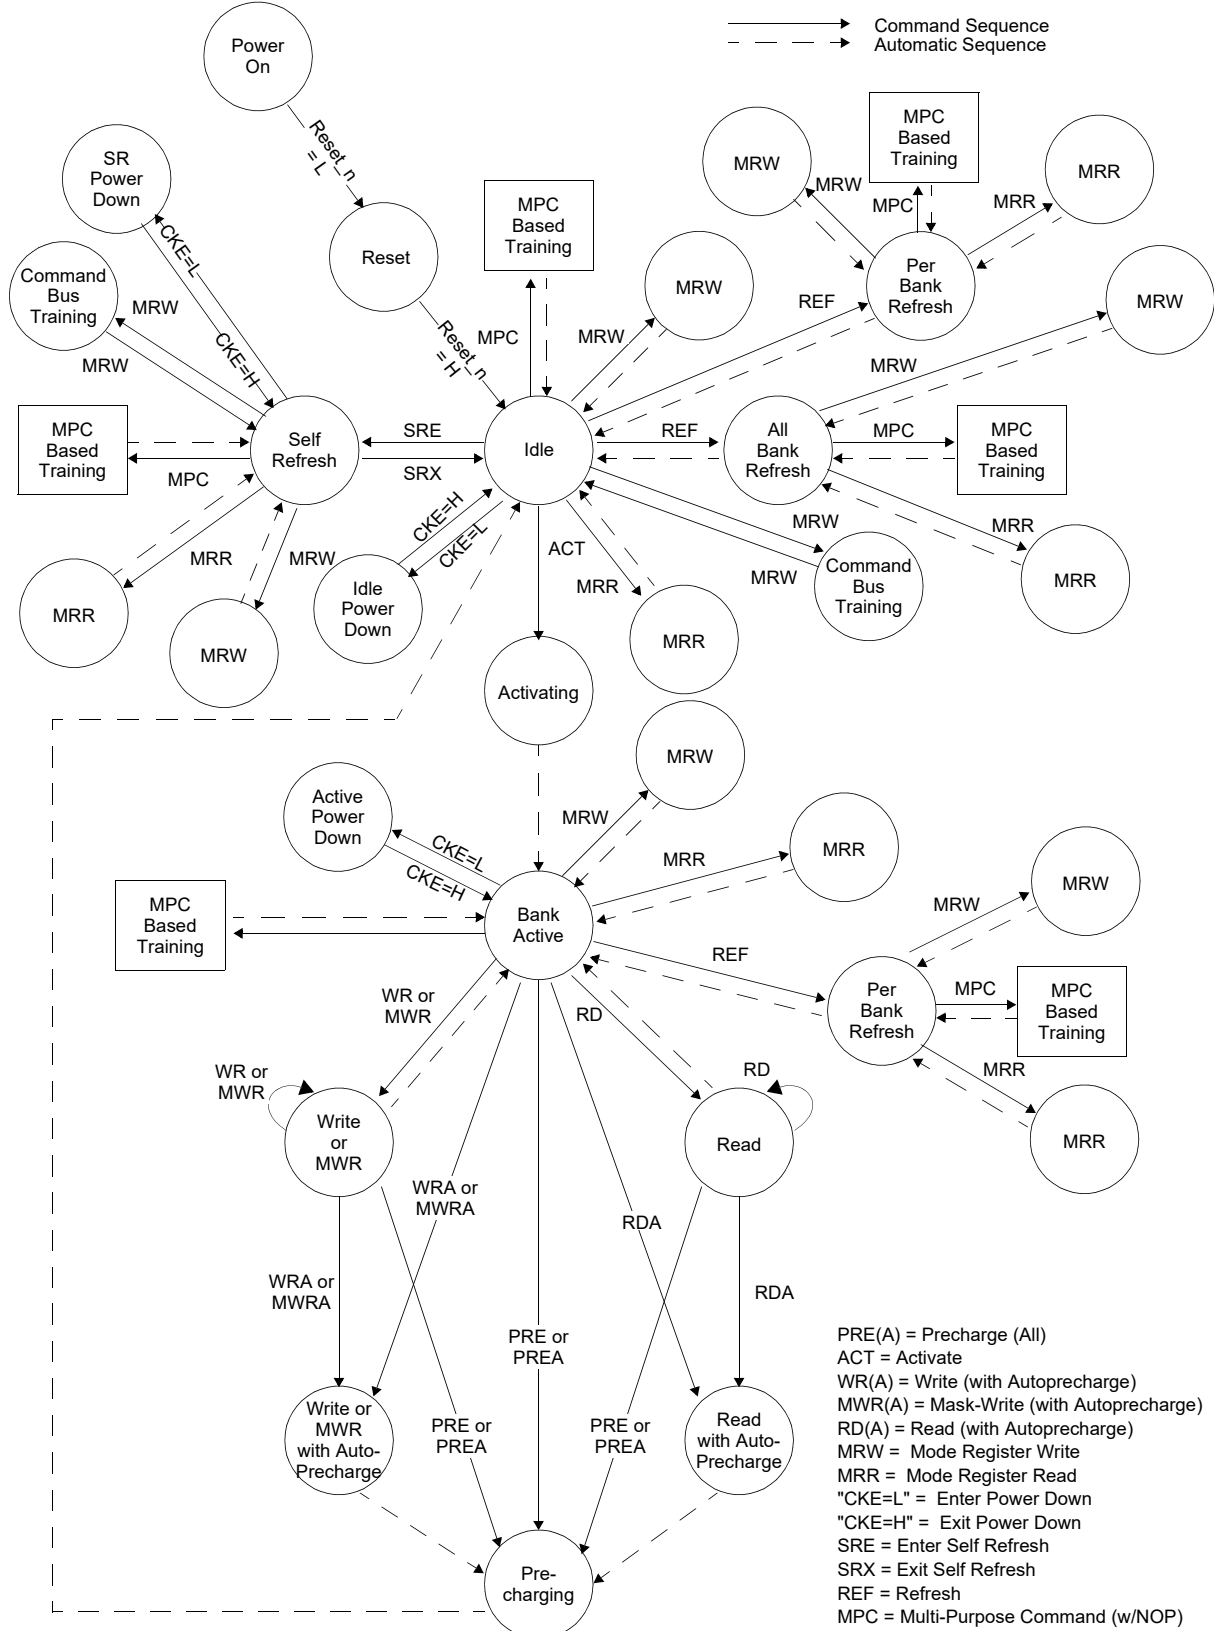 Power
On
Command Sequence
Automatic Sequence
Reset_n
= L
SR
Power
Down
MPC
Based
Training
MRW
MRR
MPC
Based
Training
MRW
MPC
MRR
Reset
CKE=L
Command
Bus
Training
MRW
MRW
CKE=H
Reset_n
= H
MPC
MRW
MRW
REF
Per
Bank
Refresh
MRW
MRW
MPC
Based
Training
MPC
Self
Refresh
SRE
SRX
Idle
REF
All
Bank
Refresh
MPC
MPC
Based
Training
MRR
MRW
MRR
MRW
CKE=H
CKE=L
Idle
Power
Down
ACT
MRR
MRR
MRW
MRW
Command
Bus
Training
MRR
MRR
Activating
MRW
MRW
Active
Power
Down
CKE=L
CKE=H
MRR
MRR
MPC
Based
Training
Bank
Active
REF
MRW
MRW
Per
Bank
Refresh
MPC
MPC
Based
Training
MRR
MRR
WR or
MWR
RD
WR or
MWR
RD
Write
or
MWR
Read
WRA or
MWRA
RDA
WRA or
MWRA
RDA
PRE or
PREA
Write or
MWR
with Auto-
Precharge
PRE or
PREA
PRE or
PREA
Read
with Auto-
Precharge
Pre-
charging
PRE(A) = Precharge (All)
ACT = Activate
WR(A) = Write (with Autoprecharge)
MWR(A) = Mask-Write (with Autoprecharge)
RD(A) = Read (with Autoprecharge)
MRW = Mode Register Write
MRR = Mode Register Read
"CKE=L" = Enter Power Down
"CKE=H" = Exit Power Down
SRE = Enter Self Refresh
SRX = Exit Self Refresh
REF = Refresh
MPC = Multi-Purpose Command (w/NOP)